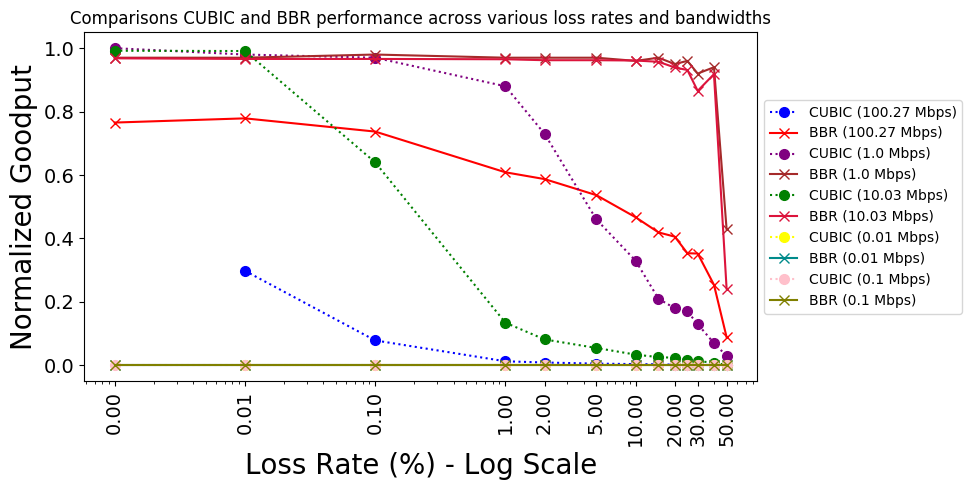 Comparisons CUBIC and BBR performance across various loss rates and bandwidths
Normalized Goodput
1.0
0.8
0.6
0.4
0.2
0.0
0.00
0.01
0.10
1.00
2.00
5.00
10.00
20.00
30.00
50.00
Loss Rate (%) - Log Scale
CUBIC (100.27 Mbps)
BBR (100.27 Mbps)
CUBIC (1.0 Mbps)
BBR (1.0 Mbps)
CUBIC (10.03 Mbps)
BBR (10.03 Mbps)
CUBIC (0.01 Mbps)
BBR (0.01 Mbps)
CUBIC (0.1 Mbps)
BBR (0.1 Mbps)